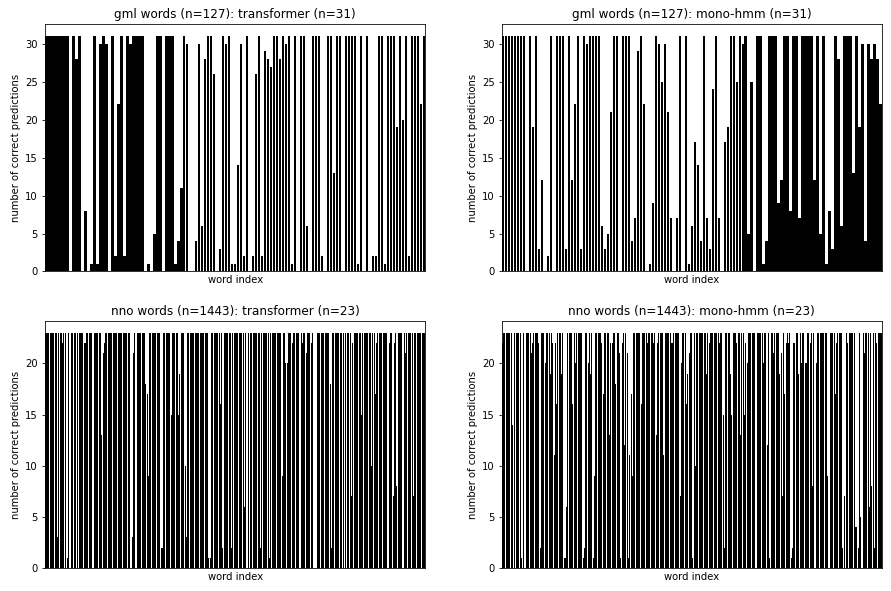 gml words (n=127): transformer (n=31)
number of correct predictions
30
25
20
15
10
5
0
word index
gml words (n=127): mono-hmm (n=31)
number of correct predictions
30
25
20
15
10
5
0
word index
nno words (n=1443): transformer (n=23)
number of correct predictions
20
15
10
5
0
word index
nno words (n=1443): mono-hmm (n=23)
number of correct predictions
20
15
10
5
0
word index